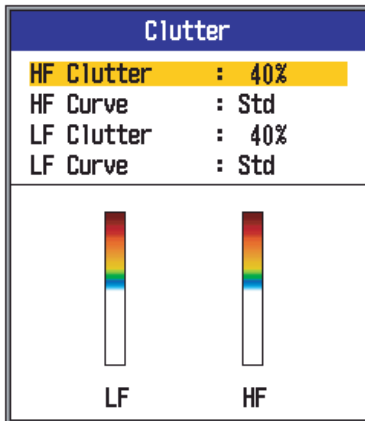 Clutter
HF Clutter : 40%
HF Curve : Std
LF Clutter : 40%
LF Curve : Std
LF HF